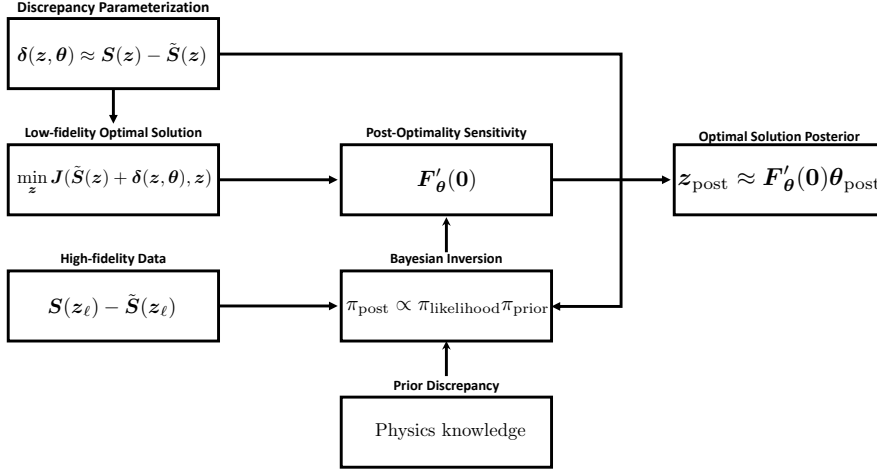 Discrepancy Parameterization
δ(z, θ) ≈ S(z) − S̃(z)
Low-fidelity Optimal Solution
min_z J(S̃(z) + δ(z, θ), z)
Post-Optimality Sensitivity
F′_θ(0)
Optimal Solution Posterior
z_post ≈ F′_θ(0)θ_post
High-fidelity Data
S(z_ℓ) − S̃(z_ℓ)
Bayesian Inversion
π_post ∝ π_likelihood π_prior
Prior Discrepancy
Physics knowledge